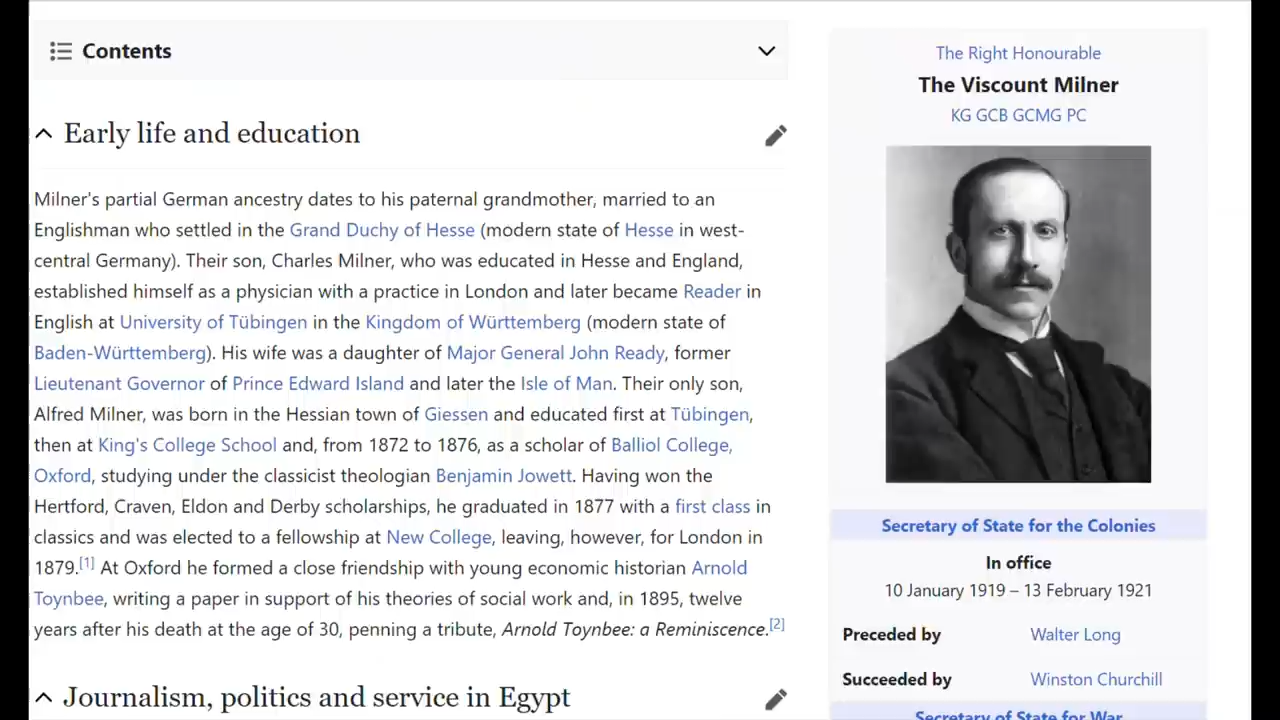 Contents
Early life and education
Milner's partial German ancestry dates to his paternal grandmother, married to an
Englishman who settled in the Grand Duchy of Hesse (modern state of Hesse in west-
central Germany). Their son, Charles Milner, who was educated in Hesse and England,
established himself as a physician with a practice in London and later became Reader in
English at University of Tübingen in the Kingdom of Württemberg (modern state of
Baden-Württemberg). His wife was a daughter of Major General John Ready, former
Lieutenant Governor of Prince Edward Island and later the Isle of Man. Their only son,
Alfred Milner, was born in the Hessian town of Giessen and educated first at Tübingen,
then at King's College School and, from 1872 to 1876, as a scholar of Balliol College,
Oxford, studying under the classicist theologian Benjamin Jowett. Having won the
Hertford, Craven, Eldon and Derby scholarships, he graduated in 1877 with a first class in
classics and was elected to a fellowship at New College, leaving, however, for London in
1879.[1] At Oxford he formed a close friendship with young economic historian Arnold
Toynbee, writing a paper in support of his theories of social work and, in 1895, twelve
years after his death at the age of 30, penning a tribute, Arnold Toynbee: a Reminiscence.[2]
Journalism, politics and service in Egypt
The Right Honourable
The Viscount Milner
KG GCB GCMG PC
Secretary of State for the Colonies
In office
10 January 1919 – 13 February 1921
Preceded by Walter Long
Succeeded by Winston Churchill
Secretary of State for War